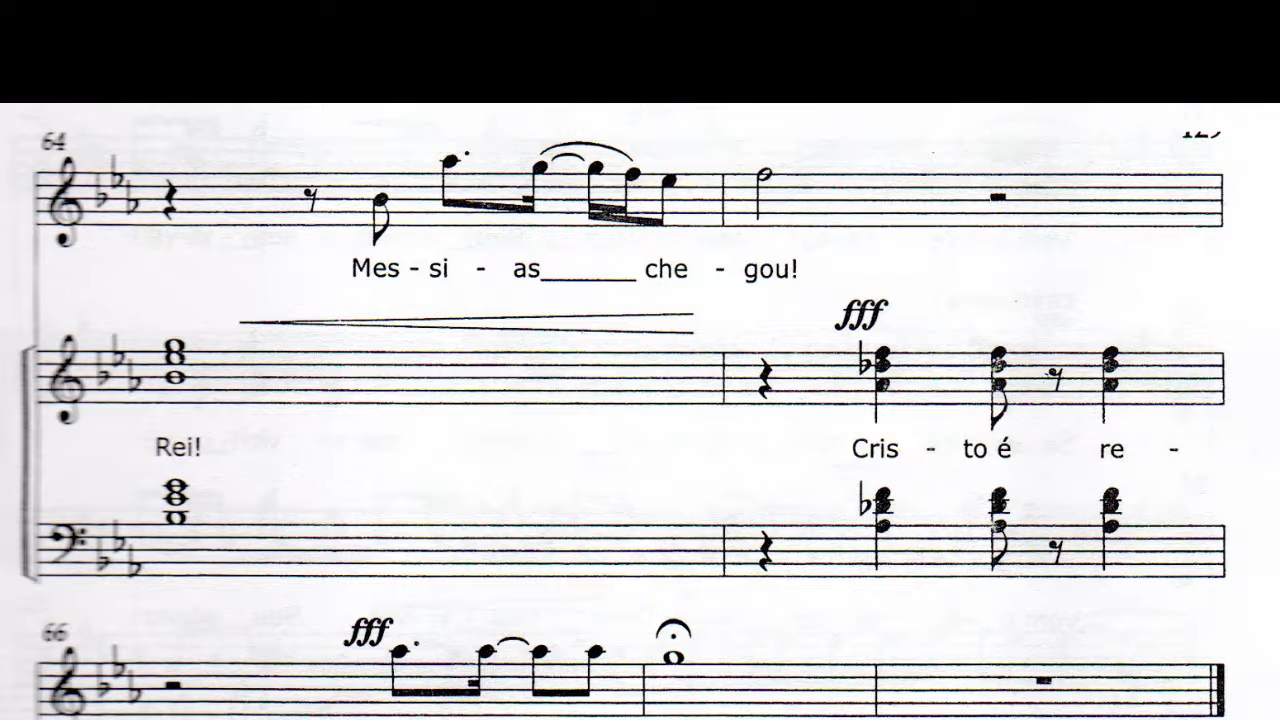 64
Mes - si - as______ che - gou!
fff
Rei! Cris - to é re -
66
fff